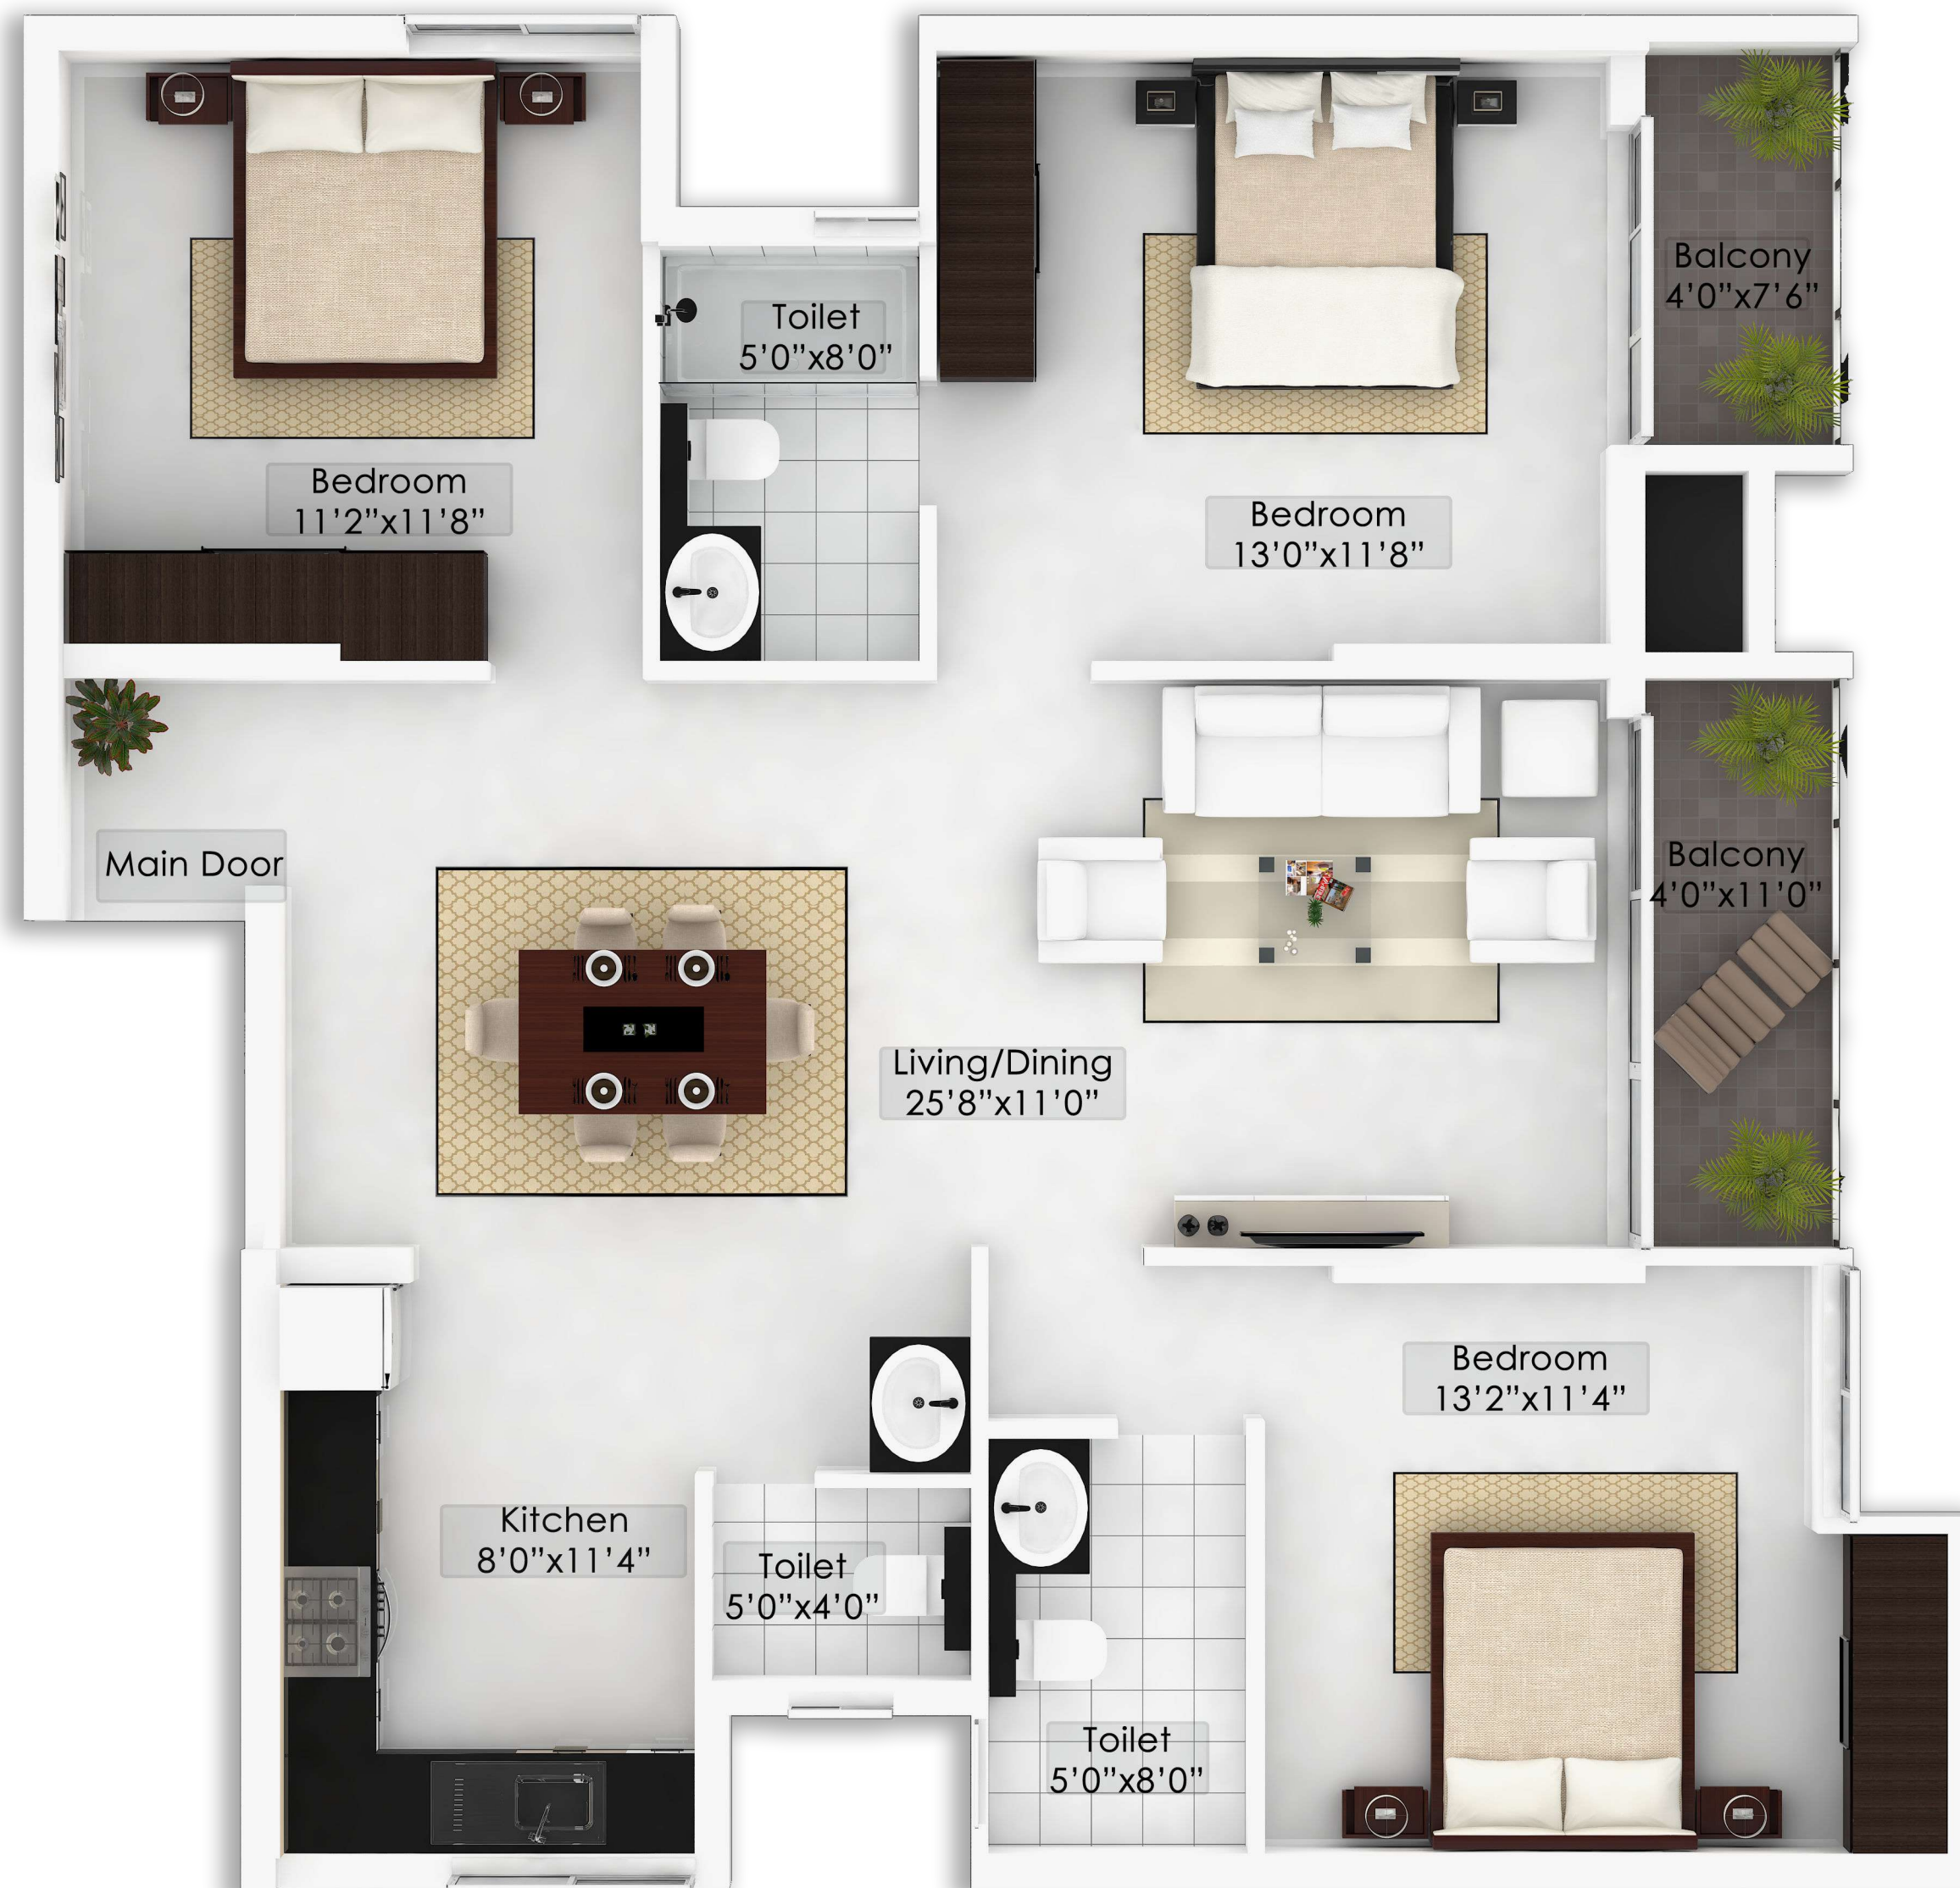 Bedroom
11'2”x11'8”
Toilet
5'0”x8'0”
Bedroom
13'0”x11'8”
Balcony
4'0”x7'6”
Main Door
Balcony
4'0”x11'0”
Living/Dining
25'8”x11'0”
Bedroom
13'2”x11'4”
Kitchen
8'0”x11'4”
Toilet
5'0”x4'0”
Toilet
5'0”x8'0”